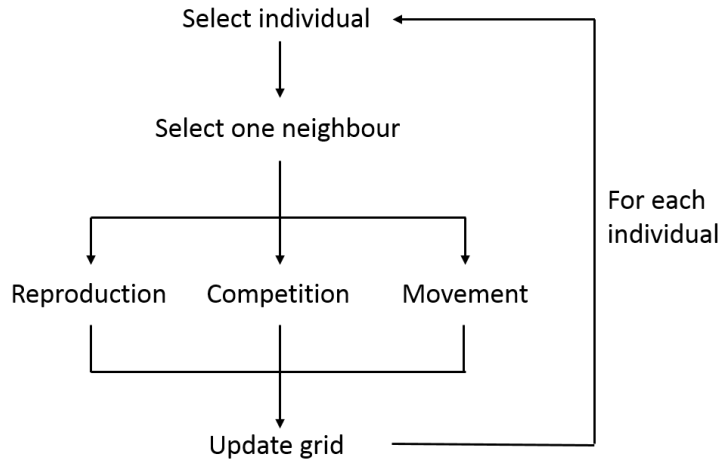 Select individual
Select one neighbour
For each
individual
Reproduction
Competition
Movement
Update grid